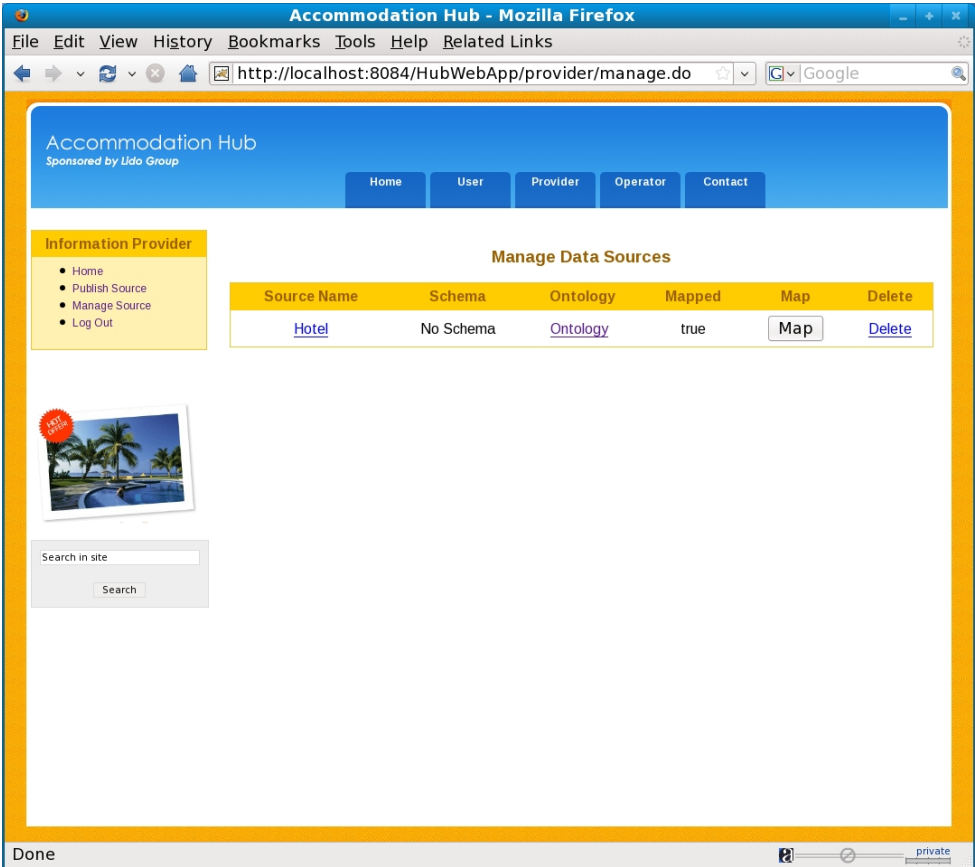 Accommodation Hub - Mozilla Firefox
File Edit View History Bookmarks Tools Help Related Links
http://localhost:8084/HubWebApp/provider/manage.do
G Google
Accommodation Hub
Sponsored by Lido Group
Home User Provider Operator Contact
Information Provider
Home
Publish Source
Manage Source
Log Out
Manage Data Sources
Source Name Schema Ontology Mapped Map Delete
Hotel No Schema Ontology true Map Delete
HOT
OFFER!
Search in site
Search
Done
private